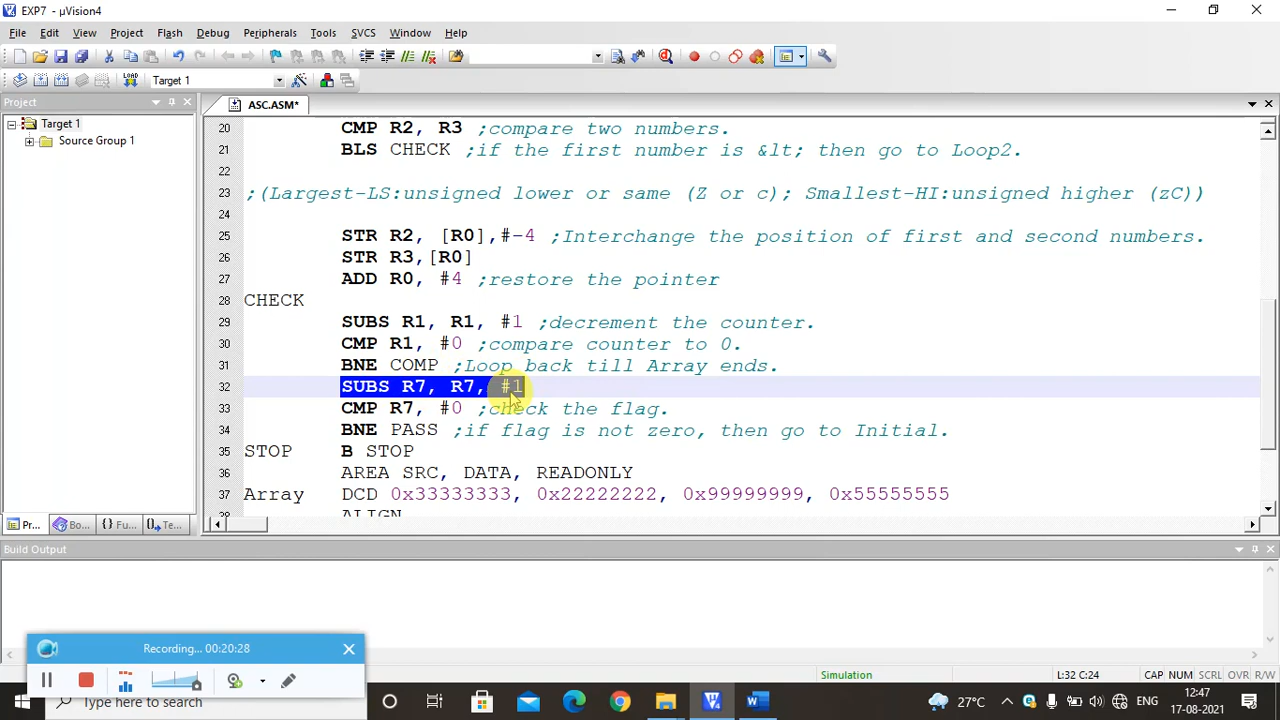 EXP7 - µVision4
File Edit View Project Flash Debug Peripherals Tools SVCS Window Help
LOAD Target 1
Project
ASC.ASM*
Target 1
Source Group 1
20 CMP R2, R3 ;compare two numbers.
21 BLS CHECK ;if the first number is &lt; then go to Loop2.
22
23 ;(Largest-LS:unsigned lower or same (Z or c); Smallest-HI:unsigned higher (zC))
24
25 STR R2, [R0],#-4 ;Interchange the position of first and second numbers.
26 STR R3,[R0]
27 ADD R0, #4 ;restore the pointer
28 CHECK
29 SUBS R1, R1, #1 ;decrement the counter.
30 CMP R1, #0 ;compare counter to 0.
31 BNE COMP ;Loop back till Array ends.
32 SUBS R7, R7, #1
33 CMP R7, #0 ;check the flag.
34 BNE PASS ;if flag is not zero, then go to Initial.
35 STOP B STOP
36 AREA SRC, DATA, READONLY
37 Array DCD 0x33333333, 0x22222222, 0x99999999, 0x55555555
38 ALIGN
Pr... Bo... {} Fu... Te...
Build Output
Recording... 00:20:28
Simulation L:32 C:24 CAP NUM SCRL OVR R/W
Type here to search
27°C ENG 12:47
17-08-2021